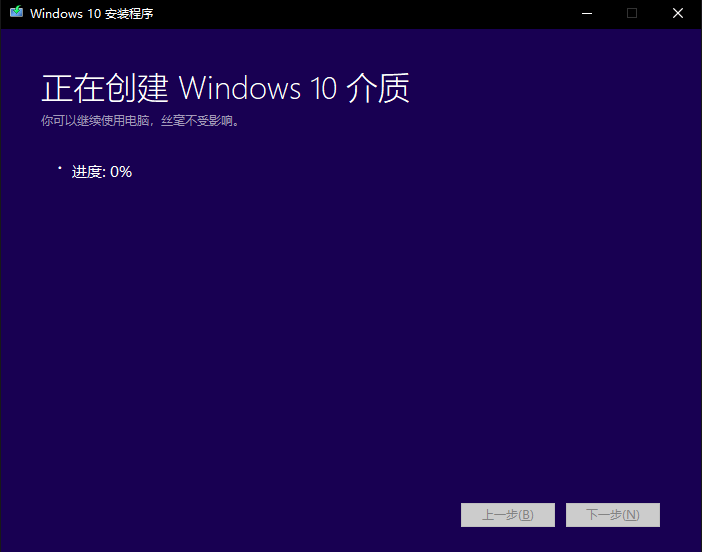 Windows 10 安装程序
正在创建 Windows 10 介质
你可以继续使用电脑，丝毫不受影响。
进度: 0%
上一步(B) 下一步(N)